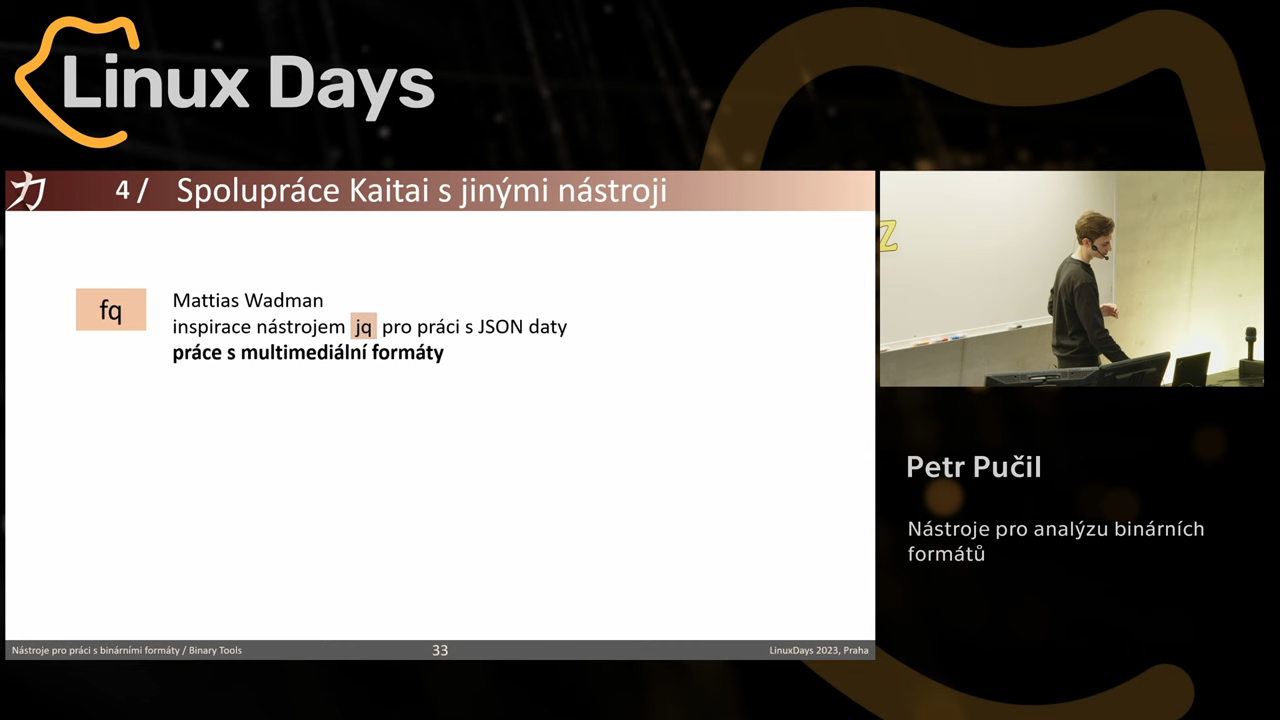 Linux Days
力 4 / Spolupráce Kaitai s jinými nástroji
fq
Mattias Wadman
inspirace nástrojem jq pro práci s JSON daty
práce s multimediální formáty
Nástroje pro práci s binárními formáty / Binary Tools
33
LinuxDays 2023, Praha
Z
Petr Pučil
Nástroje pro analýzu binárních
formátů